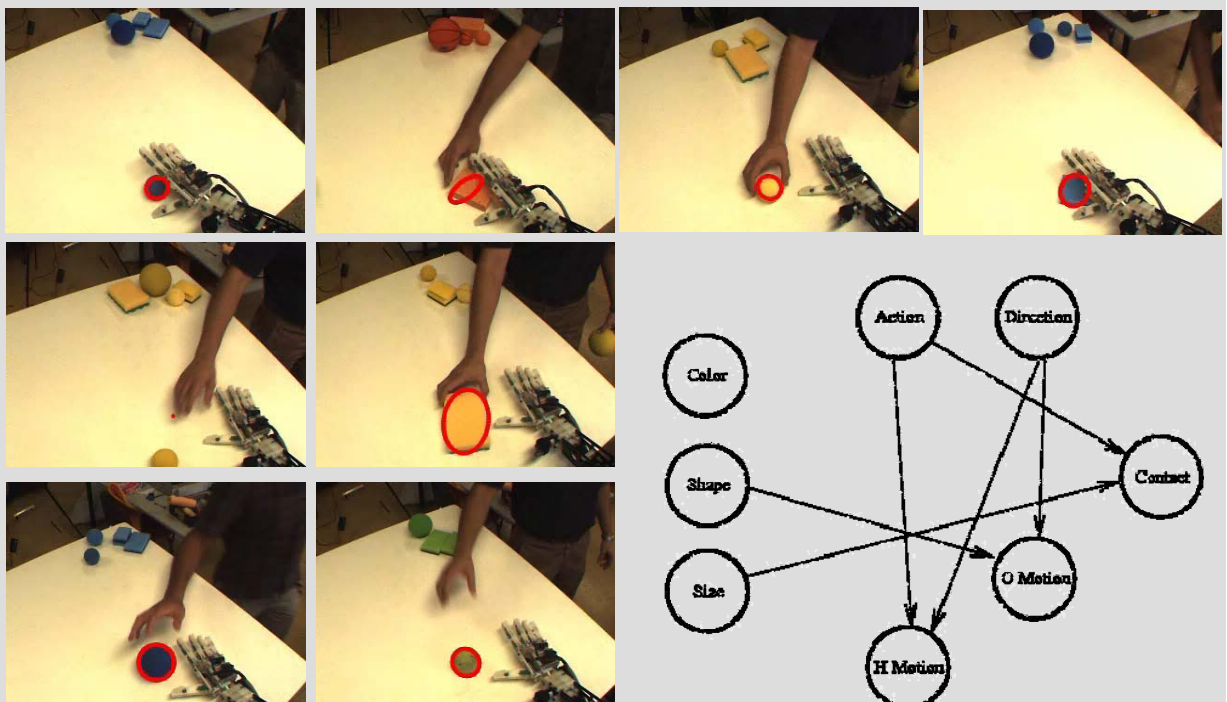 Action
Direction
Color
Shape
Contact
Size
O Motion
H Motion